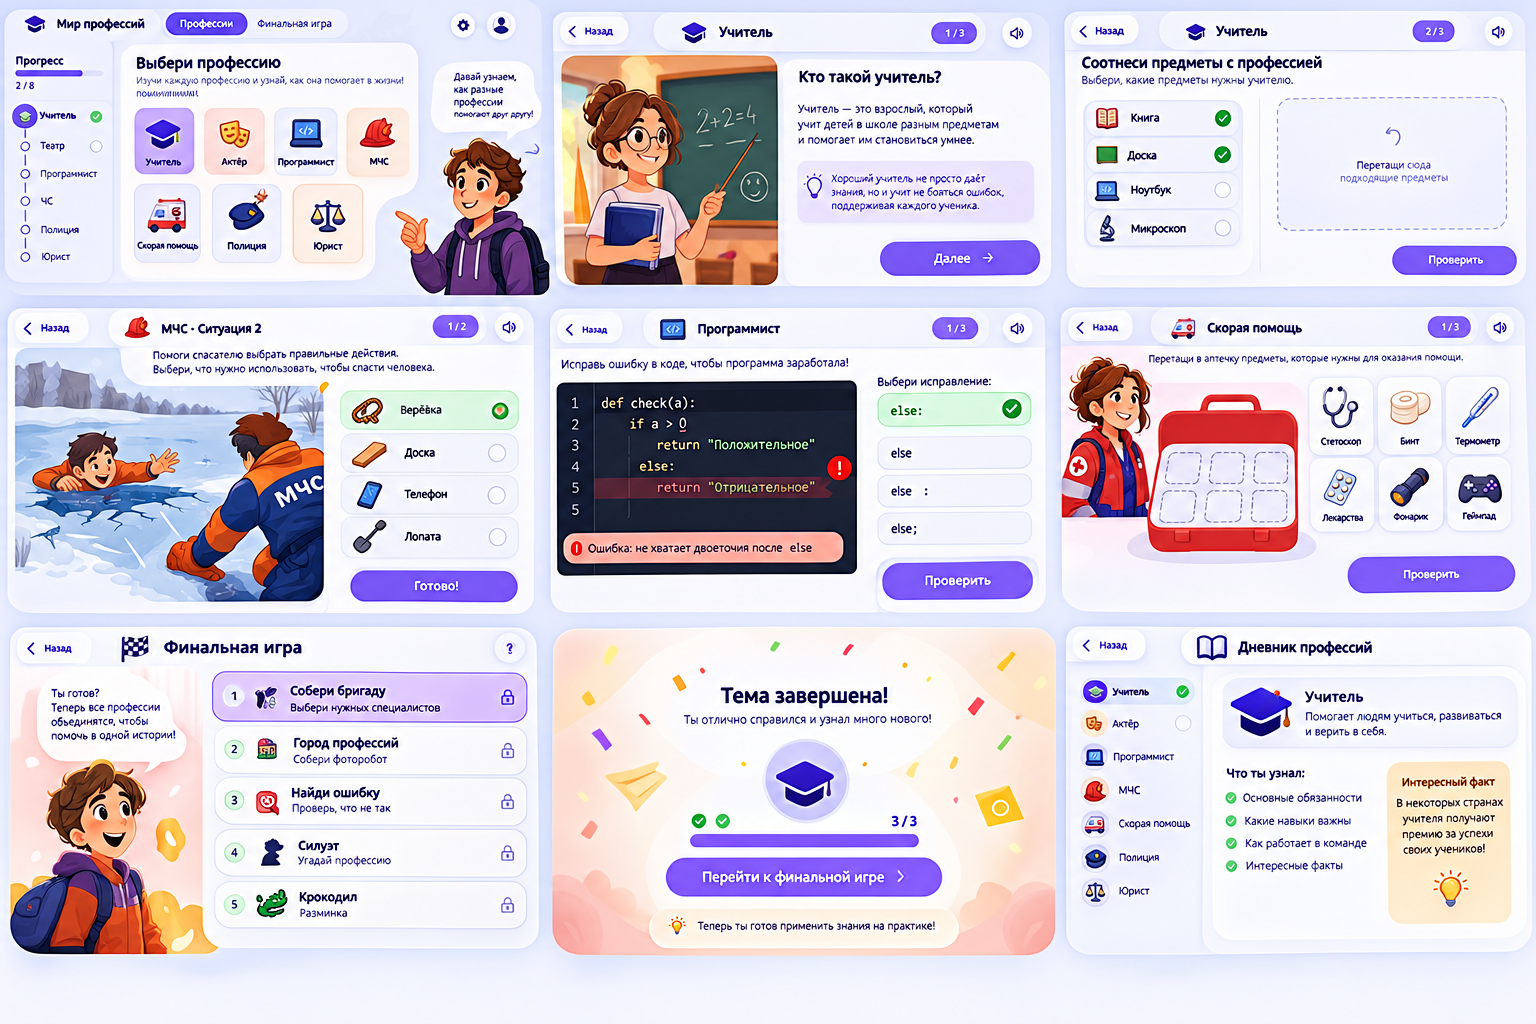 Мир профессий
Профессии
Финальная игра
Прогресс
2 / 8
Учитель
Театр
Программист
ЧС
Полиция
Юрист
Выбери профессию
Изучи каждую профессию и узнай, как она помогает в жизни!
Учитель
Актёр
Программист
МЧС
Скорая помощь
Полиция
Юрист
Давай узнаем,
как разные
профессии
помогают друг другу!
Назад
Учитель
1 / 3
2+2=4
Кто такой учитель?
Учитель — это взрослый, который
учит детей в школе разным предметам
и помогает им становиться умнее.
Хороший учитель не просто даёт
знания, но и учит не бояться ошибок,
поддерживая каждого ученика.
Далее
Назад
Учитель
2 / 3
Соотнеси предметы с профессией
Выбери, какие предметы нужны учителю.
Книга
Доска
Ноутбук
Микроскоп
Перетащи сюда
подходящие предметы
Проверить
Назад
МЧС · Ситуация 2
1 / 2
Помоги спасателю выбрать правильные действия.
Выбери, что нужно использовать, чтобы спасти человека.
МЧС
Верёвка
Доска
Телефон
Лопата
Готово!
Назад
Программист
1 / 3
Исправь ошибку в коде, чтобы программа заработала!
1 def check(a):
2 if a > 0
3 return "Положительное"
4 else:
5 return "Отрицательное"
5
Ошибка: не хватает двоеточия после else
Выбери исправление:
else:
else
else :
else;
Проверить
Назад
Скорая помощь
1 / 3
Перетащи в аптечку предметы, которые нужны для оказания помощи.
Стетоскоп
Бинт
Термометр
Лекарства
Фонарик
Геймпад
Проверить
Назад
Финальная игра
?
Ты готов?
Теперь все профессии
объединятся, чтобы
помочь в одной истории!
1 Собери бригаду
Выбери нужных специалистов
2 Город профессий
Собери фоторобот
3 Найди ошибку
Проверь, что не так
4 Силуэт
Угадай профессию
5 Крокодил
Разминка
Тема завершена!
Ты отлично справился и узнал много нового!
3 / 3
Перейти к финальной игре
Теперь ты готов применить знания на практике!
Назад
Дневник профессий
Учитель
Актёр
Программист
МЧС
Скорая помощь
Полиция
Юрист
Учитель
Помогает людям учиться, развиваться
и верить в себя.
Что ты узнал:
Основные обязанности
Какие навыки важны
Как работает в команде
Интересные факты
Интересный факт
В некоторых странах
учителя получают
премию за успехи
своих учеников!